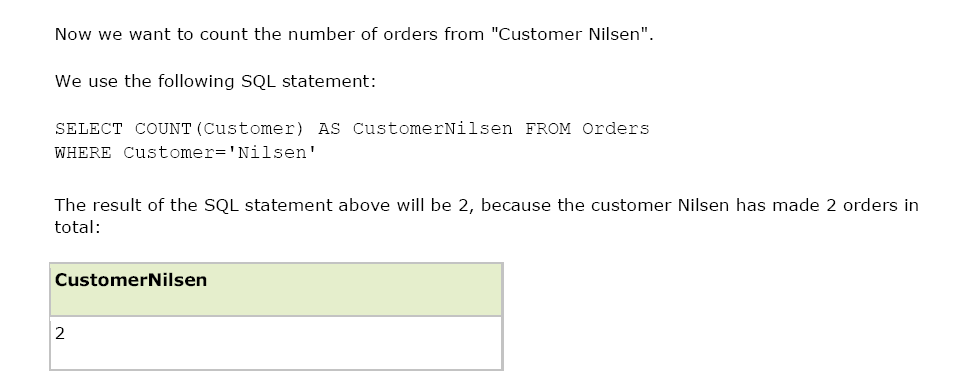 Now we want to count the number of orders from "Customer Nilsen".
We use the following SQL statement:
SELECT COUNT(Customer) AS CustomerNilsen FROM Orders
WHERE Customer='Nilsen'
The result of the SQL statement above will be 2, because the customer Nilsen has made 2 orders in
total:
CustomerNilsen
2